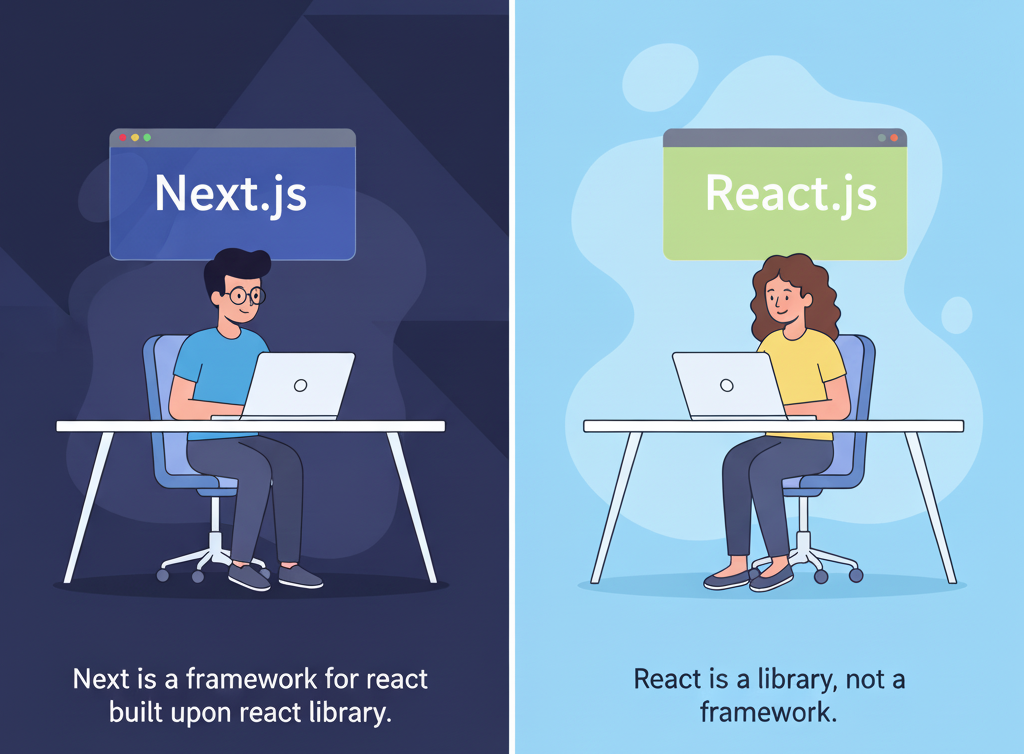 Next.js
Next is a framework for react
built upon react library.
React.js
React is a library, not a
framework.